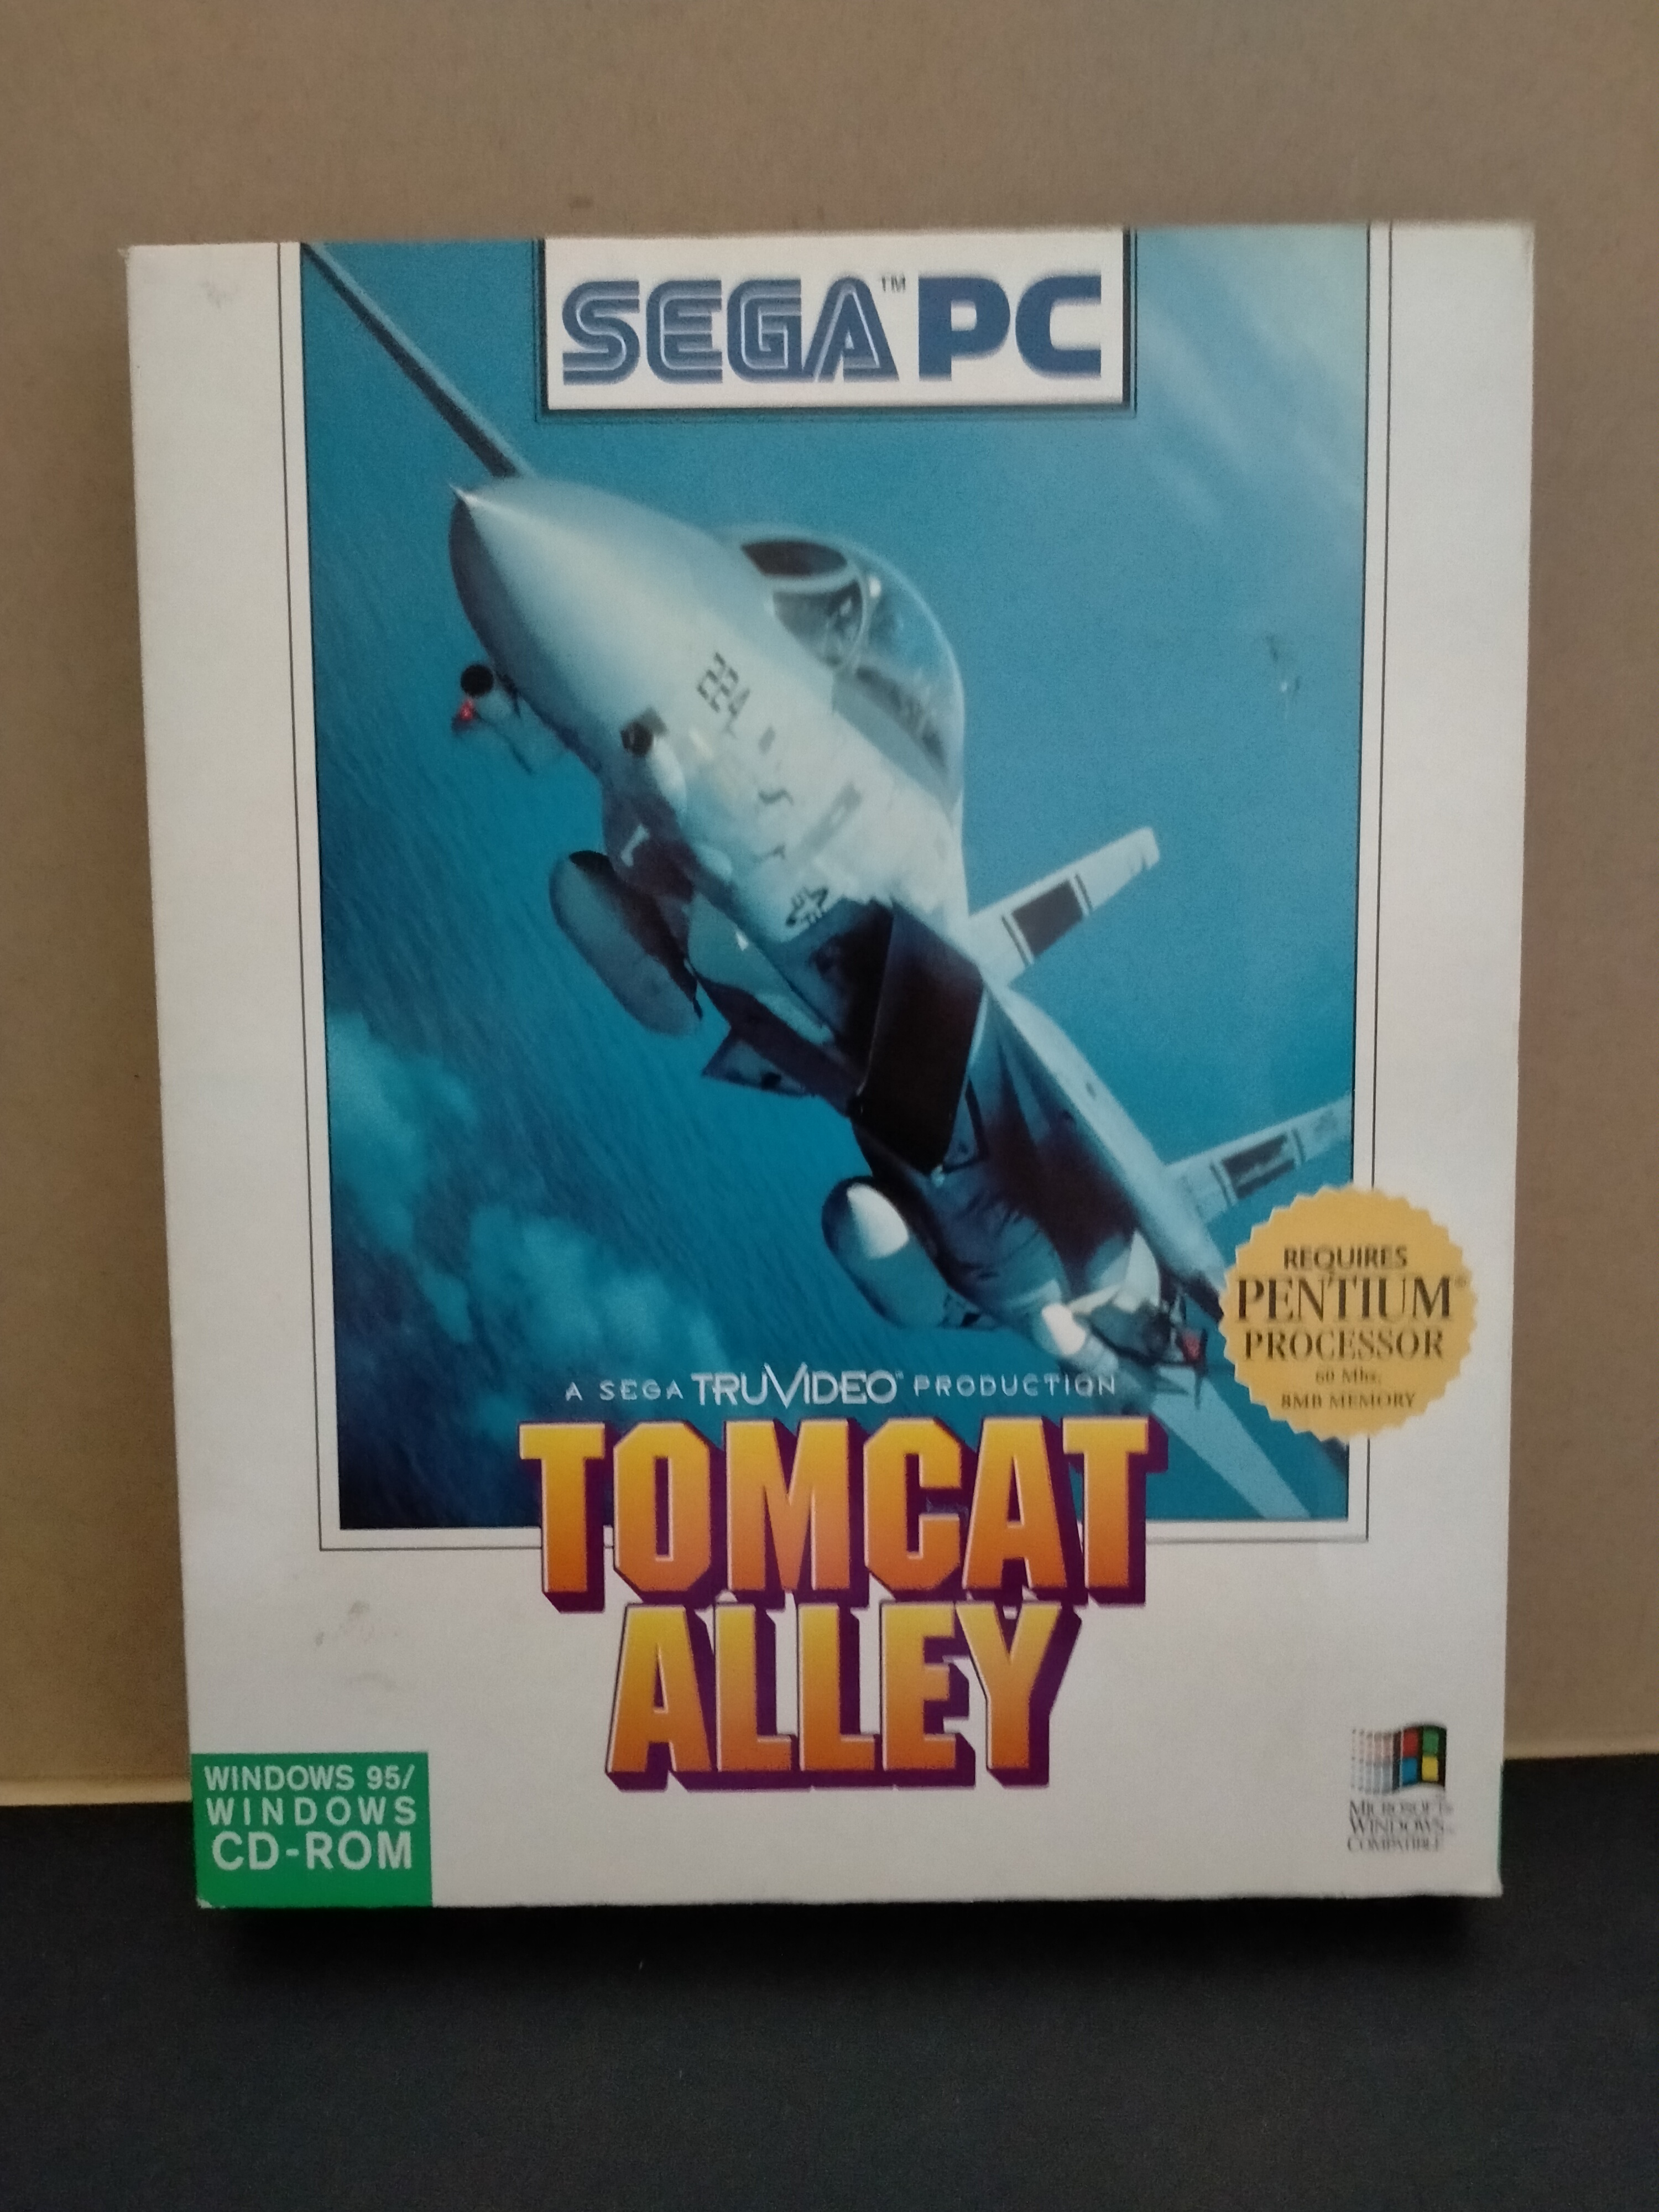 SEGA™ PC
REQUIRES
PENTIUM®
PROCESSOR
60 Mhz,
8MB MEMORY
A SEGA TRUVIDEO™ PRODUCTION
TOMCAT
ALLEY
WINDOWS 95/
WINDOWS
CD-ROM
MICROSOFT®
WINDOWS™
COMPATIBLE